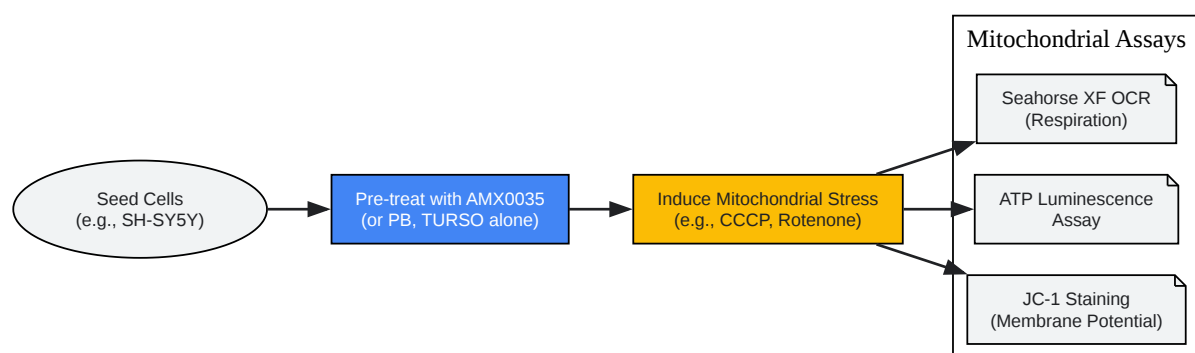 Mitochondrial Assays
Seahorse XF OCR
(Respiration)
Seed Cells
(e.g., SH-SY5Y)
Pre-treat with AMX0035
(or PB, TURSO alone)
Induce Mitochondrial Stress
(e.g., CCCP, Rotenone)
ATP Luminescence
Assay
JC-1 Staining
(Membrane Potential)